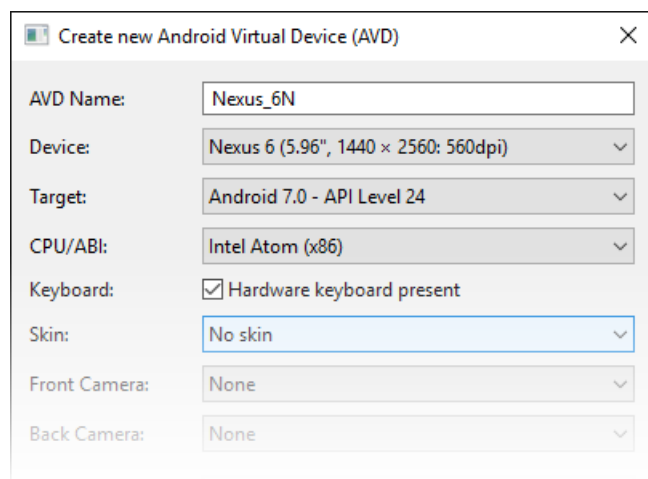 Create new Android Virtual Device (AVD)
AVD Name: Nexus_6N
Device: Nexus 6 (5.96", 1440 × 2560: 560dpi)
Target: Android 7.0 - API Level 24
CPU/ABI: Intel Atom (x86)
Keyboard: Hardware keyboard present
Skin: No skin
Front Camera: None
Back Camera: None